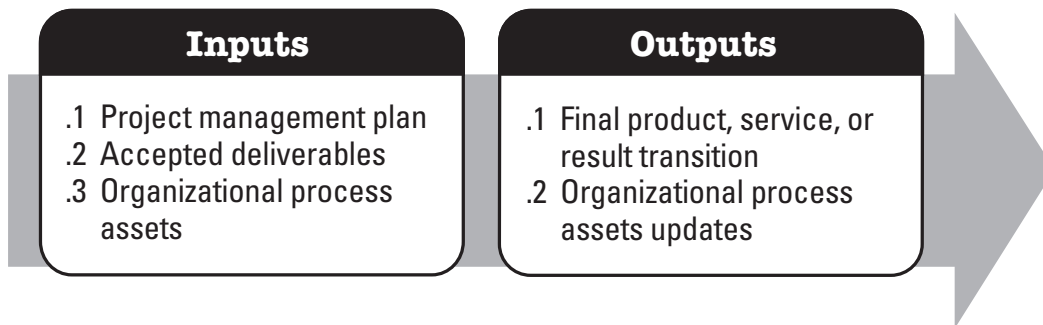 Inputs
.1 Project management plan
.2 Accepted deliverables
.3 Organizational process
assets
Outputs
.1 Final product, service, or
result transition
.2 Organizational process
assets updates